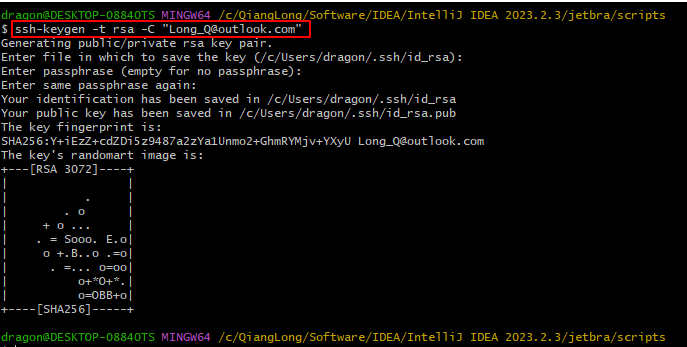 dragon@DESKTOP-08840TS MINGW64 /c/QiangLong/Software/IDEA/IntelliJ IDEA 2023.2.3/jetbra/scripts
$ ssh-keygen -t rsa -C "Long_Q@outlook.com"
Generating public/private rsa key pair.
Enter file in which to save the key (/c/Users/dragon/.ssh/id_rsa):
Enter passphrase (empty for no passphrase):
Enter same passphrase again:
Your identification has been saved in /c/Users/dragon/.ssh/id_rsa
Your public key has been saved in /c/Users/dragon/.ssh/id_rsa.pub
The key fingerprint is:
SHA256:Y+iEzZ+cdZDi5z9487a2zYa1Unmo2+GhmRYMjv+YXyU Long_Q@outlook.com
The key's randomart image is:
+---[RSA 3072]----+
|                 |
|          .      |
|       . o       |
|    + o ...      |
|   . = Sooo. E.o|
|    o +.B..o .=o|
|     . =... o=oo|
|         o+*O+*.|
|         o=OBB+o|
+----[SHA256]-----+
dragon@DESKTOP-08840TS MINGW64 /c/QiangLong/Software/IDEA/IntelliJ IDEA 2023.2.3/jetbra/scripts